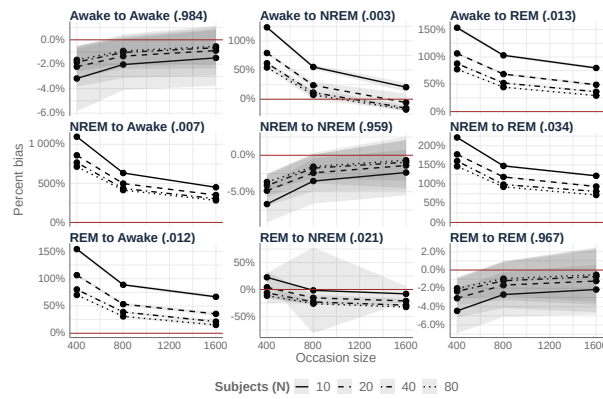 Awake to Awake (.984)
Awake to NREM (.003)
Awake to REM (.013)
0.0%
-2.0%
-4.0%
-6.0%
100%
50%
0%
150%
100%
50%
0%
NREM to Awake (.007)
NREM to NREM (.959)
NREM to REM (.034)
1 000%
500%
0%
0.0%
-5.0%
200%
150%
100%
50%
0%
REM to Awake (.012)
REM to NREM (.021)
REM to REM (.967)
150%
100%
50%
0%
50%
0%
-50%
2.0%
0.0%
-2.0%
-4.0%
-6.0%
400 800 1200 1600
400 800 1200 1600
400 800 1200 1600
Percent bias
Occasion size
Subjects (N) 10 20 40 80